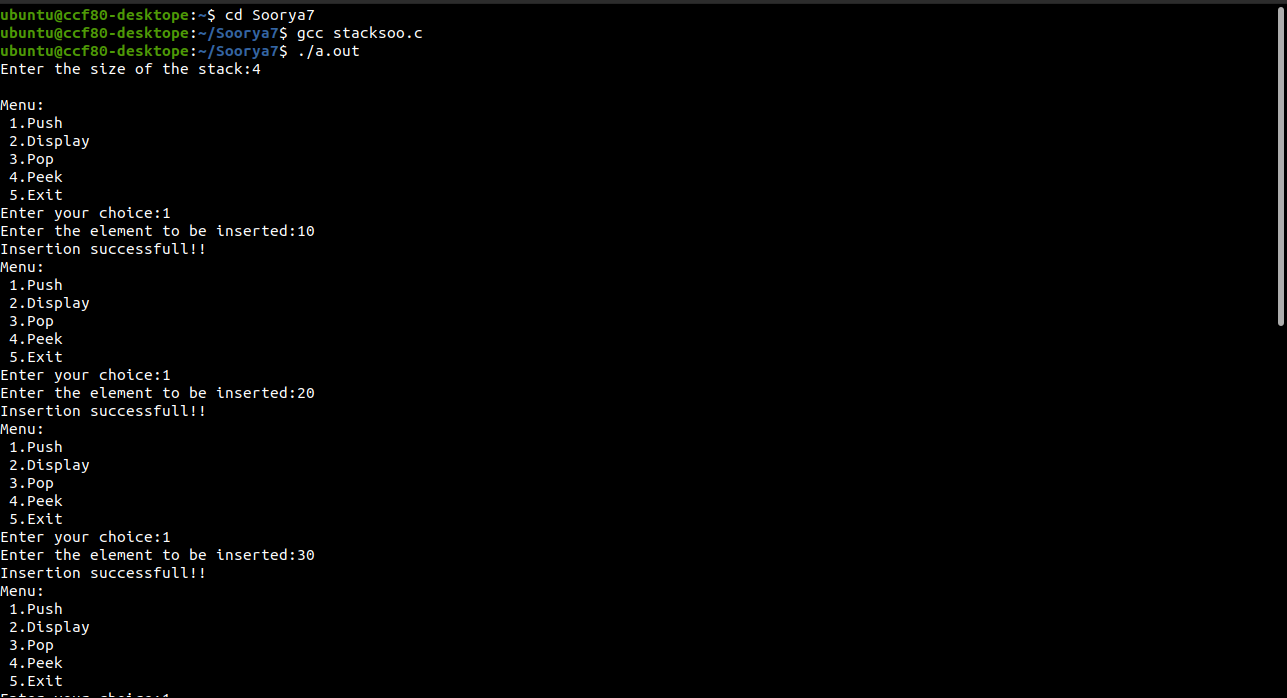 ubuntu@ccf80-desktope:~$ cd Soorya7
ubuntu@ccf80-desktope:~/Soorya7$ gcc stacksoo.c
ubuntu@ccf80-desktope:~/Soorya7$ ./a.out
Enter the size of the stack:4

Menu:
 1.Push
 2.Display
 3.Pop
 4.Peek
 5.Exit
Enter your choice:1
Enter the element to be inserted:10
Insertion successfull!!
Menu:
 1.Push
 2.Display
 3.Pop
 4.Peek
 5.Exit
Enter your choice:1
Enter the element to be inserted:20
Insertion successfull!!
Menu:
 1.Push
 2.Display
 3.Pop
 4.Peek
 5.Exit
Enter your choice:1
Enter the element to be inserted:30
Insertion successfull!!
Menu:
 1.Push
 2.Display
 3.Pop
 4.Peek
 5.Exit
Enter your choice:1